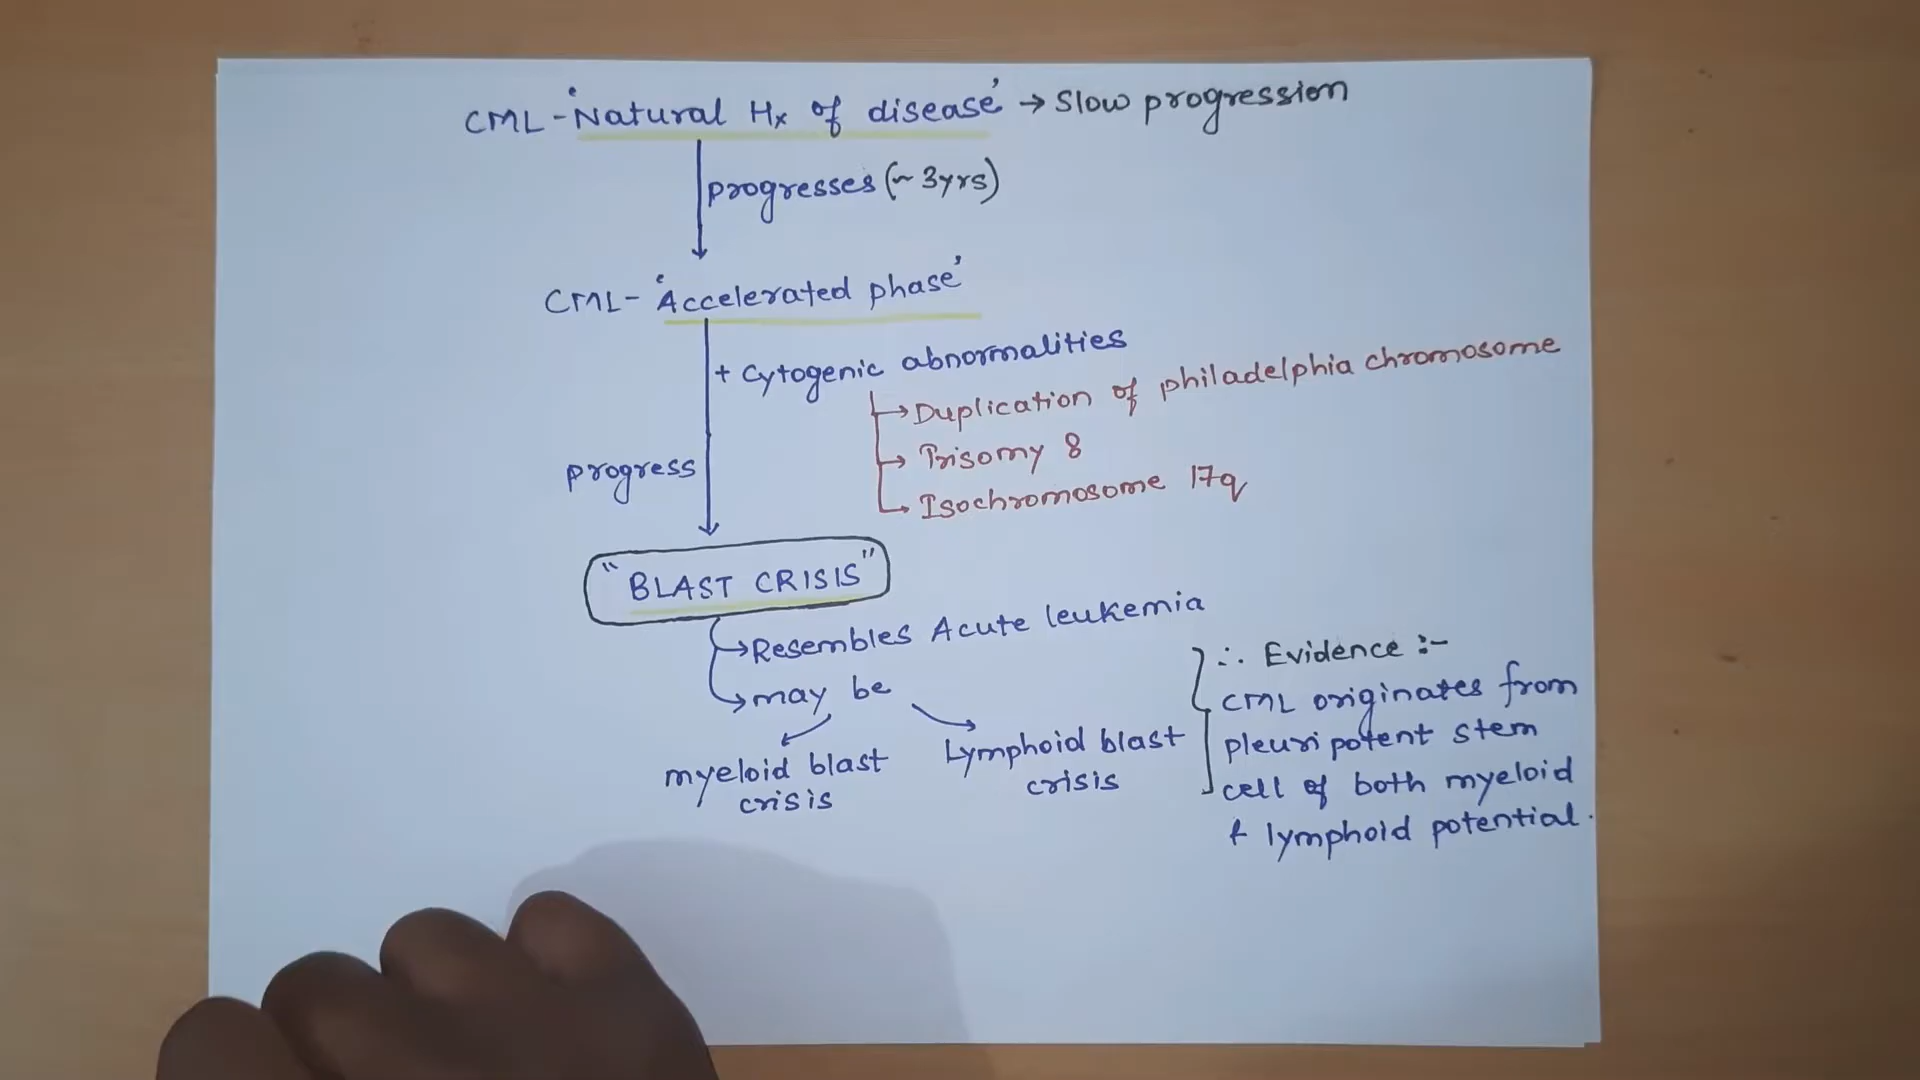 CML - 'Natural Hx of disease' → Slow progression
progresses (~ 3yrs)
CML - 'Accelerated phase'
+ Cytogenic abnormalities
→ Duplication of philadelphia chromosome
→ Trisomy 8
→ Isochromosome 17q
progress
"BLAST CRISIS"
→ Resembles Acute leukemia
→ may be
myeloid blast
crisis
Lymphoid blast
crisis
∴ Evidence :-
CML originates from
pleuripotent stem
cell of both myeloid
& lymphoid potential.